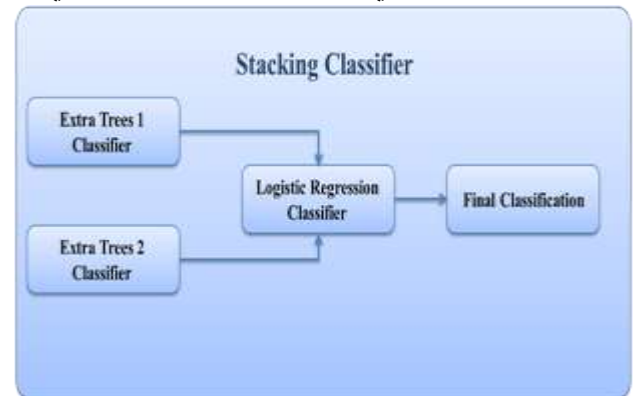 Stacking Classifier
Extra Trees 1
Classifier
Logistic Regression
Classifier
Final Classification
Extra Trees 2
Classifier